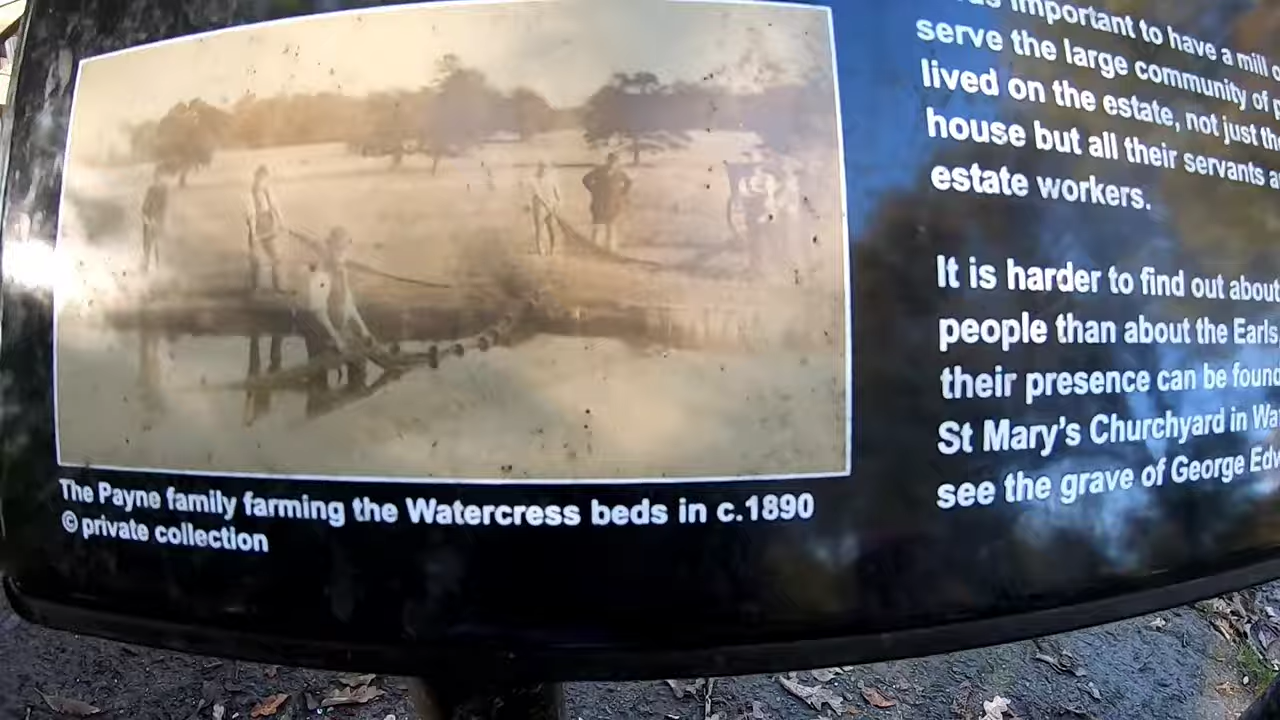 The Payne family farming the Watercress beds in c.1890
© private collection
important to have a mill
serve the large community of
lived on the estate, not just
house but all their servants
estate workers.
It is harder to find out about
people than about the Earls,
their presence can be found
St Mary's Churchyard in
see the grave of George